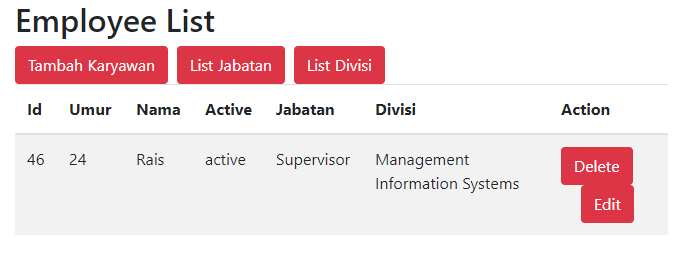 Employee List
Tambah Karyawan List Jabatan List Divisi
Id Umur Nama Active Jabatan Divisi Action
46 24 Rais active Supervisor Management Delete
Information Systems
Edit